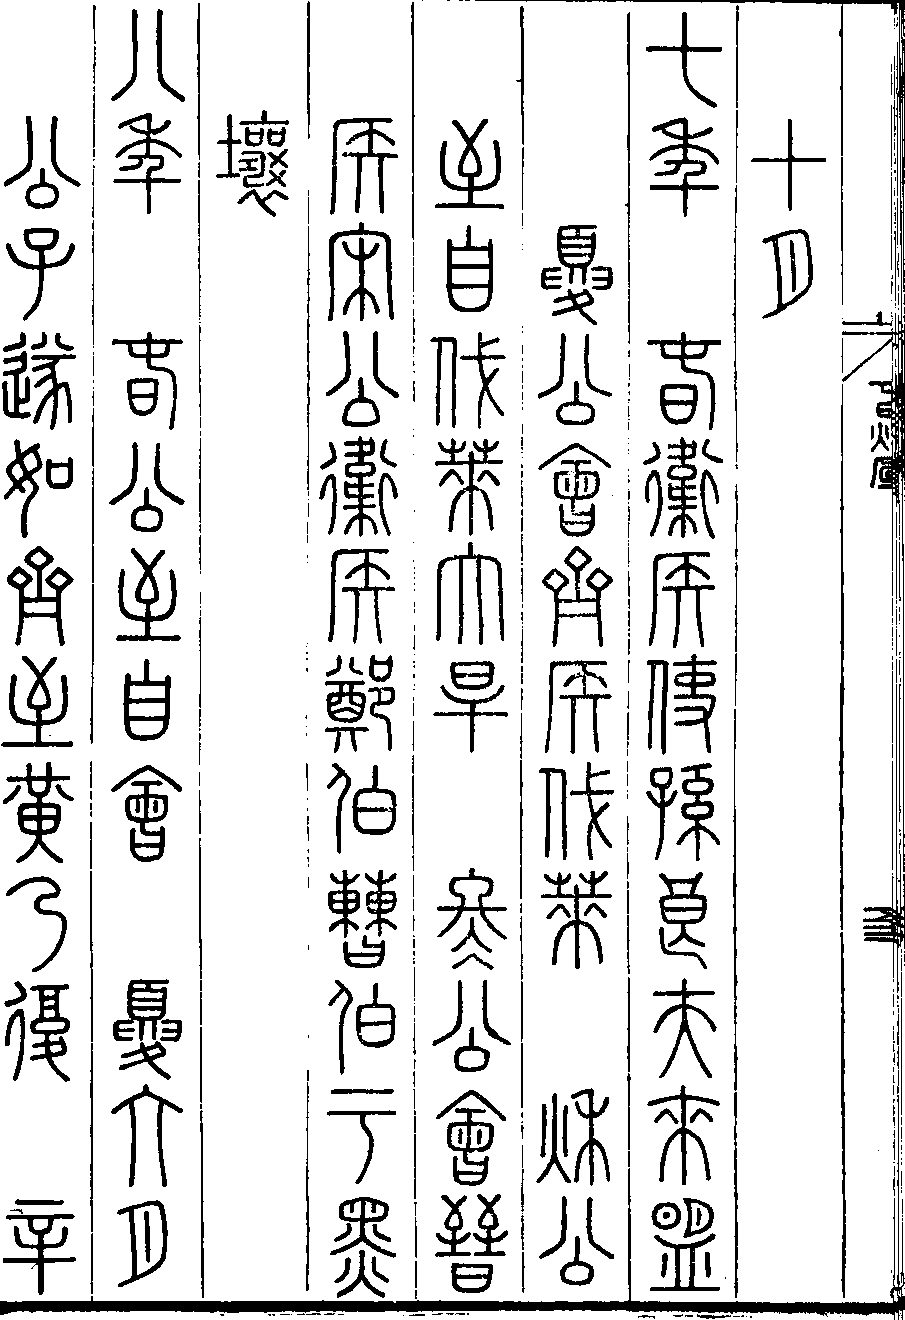 十月
七年 春衛侯使孫良夫來盟
夏公會齊侯伐萊 秋公
至自伐萊大旱 冬公會晉
侯宋公衛侯鄭伯曹伯于黑
壤
八年 春公至自會 夏六月
公子遂如齊至黃乃復 辛